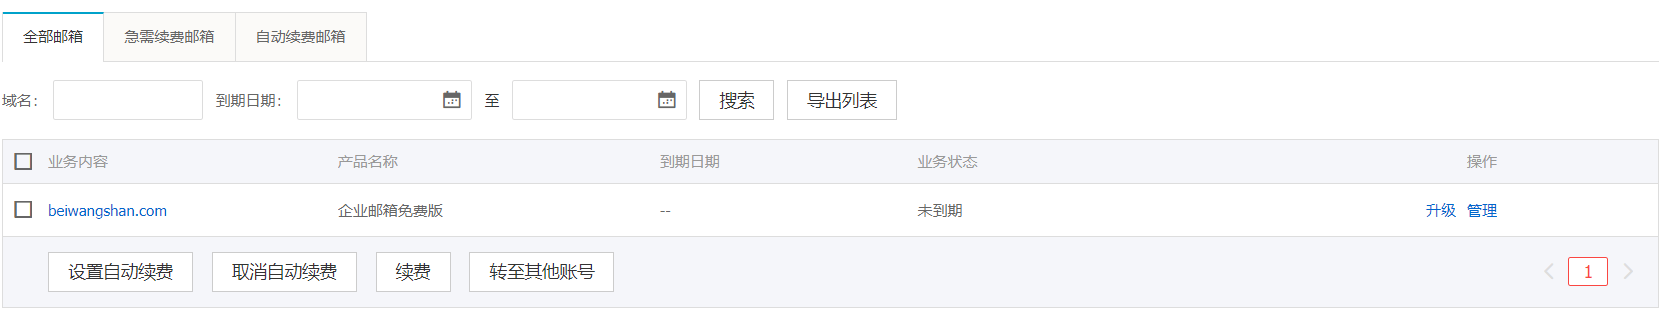 全部邮箱 急需续费邮箱 自动续费邮箱
域名: 到期日期: 至 搜索 导出列表
业务内容 产品名称 到期日期 业务状态 操作
beiwangshan.com 企业邮箱免费版 -- 未到期 升级 管理
设置自动续费 取消自动续费 续费 转至其他账号 1